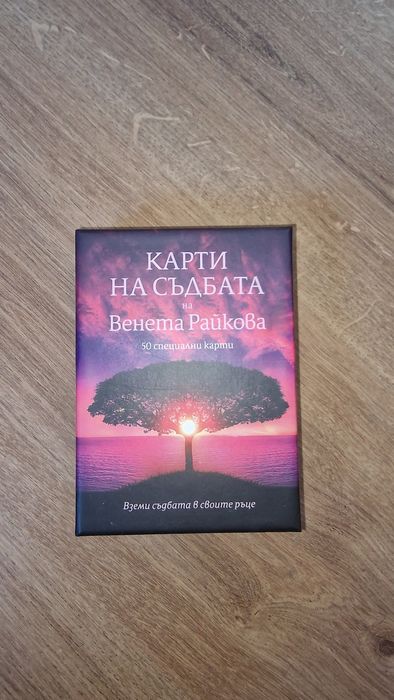 КАРТИ
НА СЪДБАТА
на
Венета Райкова
50 специални карти
Вземи съдбата в своите ръце